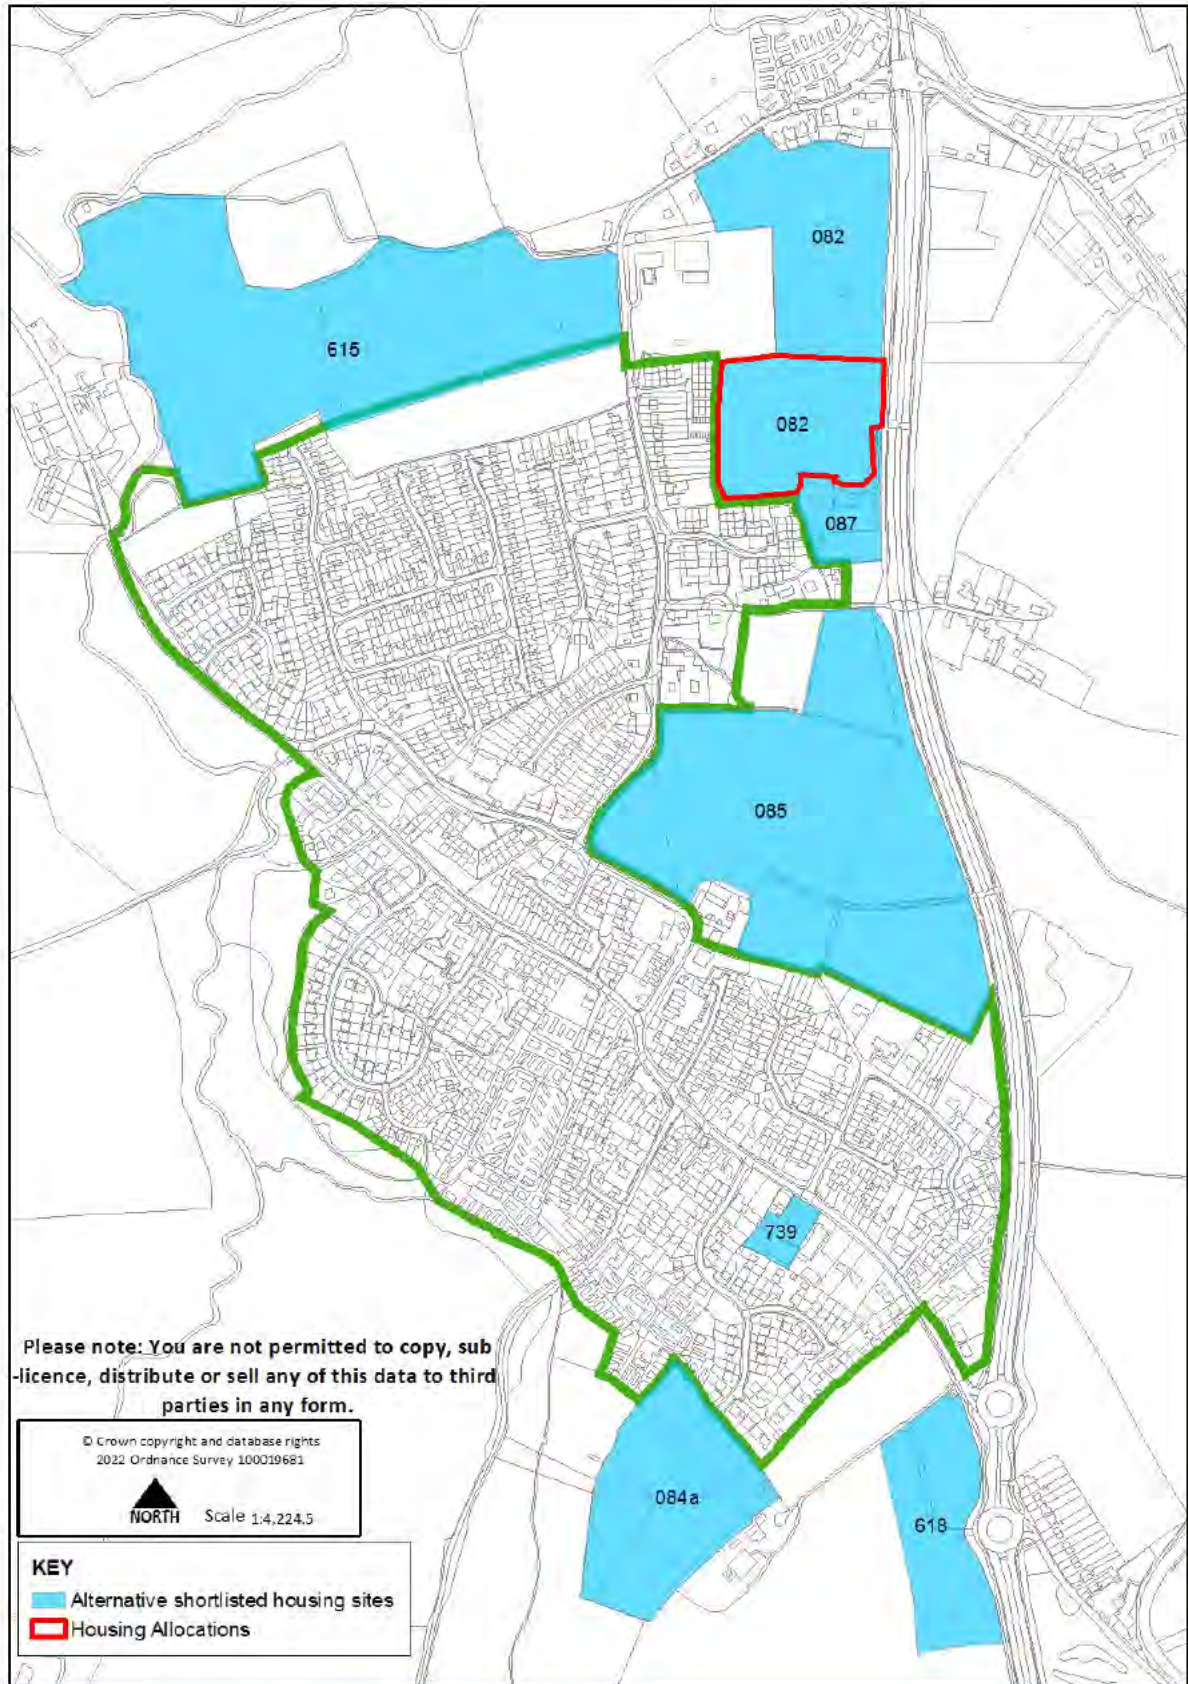 082
615
082
087
085
739
Please note: You are not permitted to copy, sub
-licence, distribute or sell any of this data to third
parties in any form.
© Crown copyright and database rights
2022 Ordnance Survey 100019681
NORTH Scale 1:4,224.5
084a
618
KEY
Alternative shortlisted housing sites
Housing Allocations